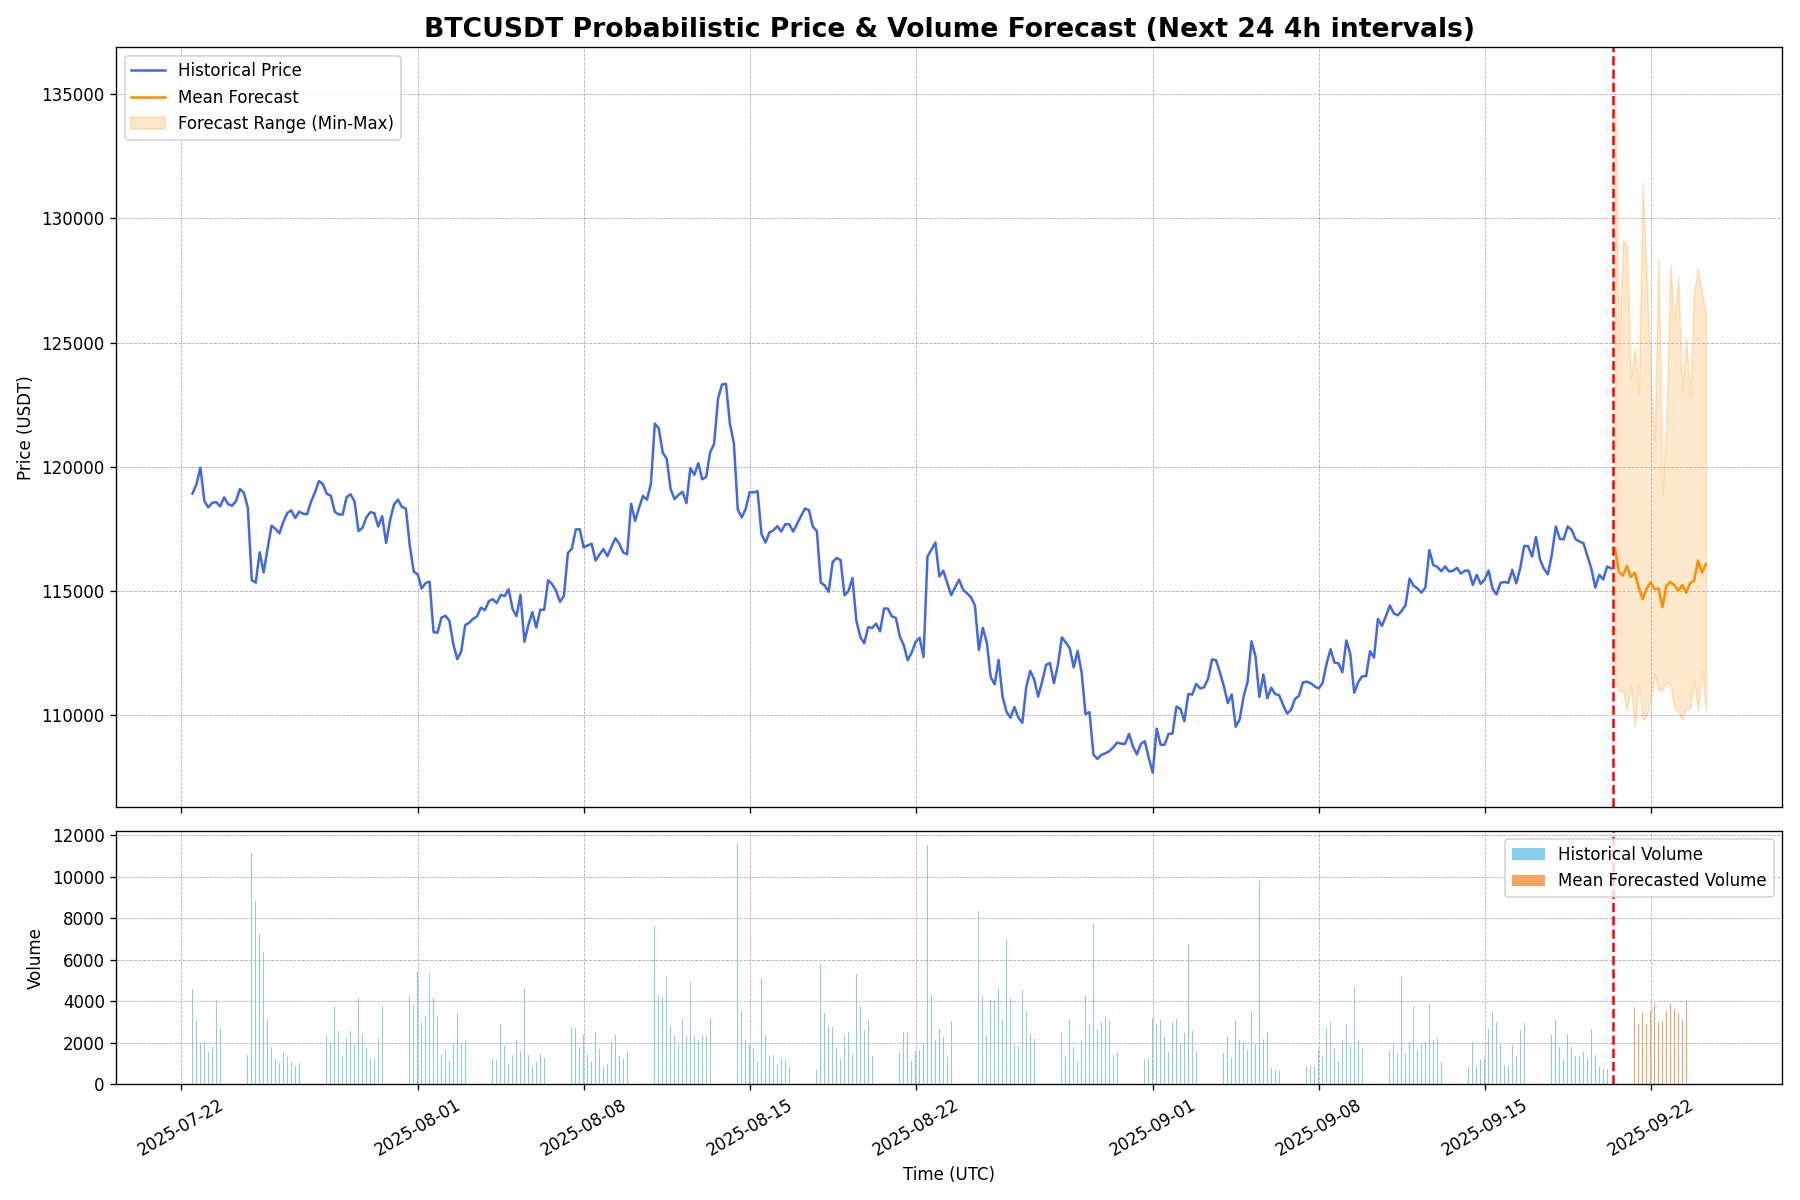 BTCUSDT Probabilistic Price & Volume Forecast (Next 24 4h intervals)
Historical Price
Mean Forecast
Forecast Range (Min-Max)
Price (USDT)
135000
130000
125000
120000
115000
110000
Historical Volume
Mean Forecasted Volume
Volume
12000
10000
8000
6000
4000
2000
0
2025-07-22
2025-08-01
2025-08-08
2025-08-15
2025-08-22
2025-09-01
2025-09-08
2025-09-15
2025-09-22
Time (UTC)